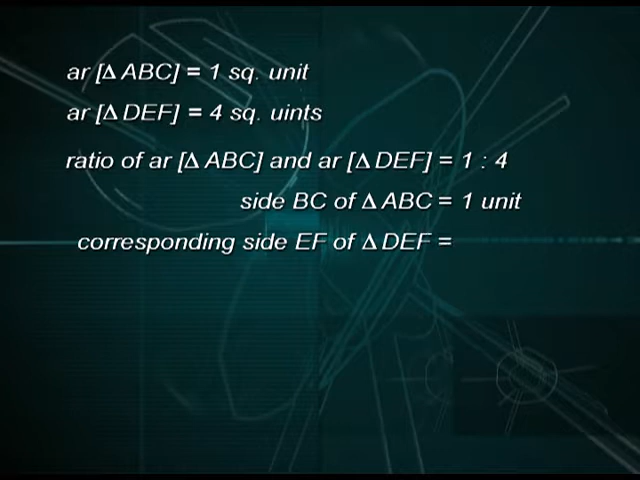 ar [Δ ABC] = 1 sq. unit
ar [Δ DEF] = 4 sq. uints
ratio of ar [Δ ABC] and ar [Δ DEF] = 1 : 4
side BC of Δ ABC = 1 unit
corresponding side EF of Δ DEF =